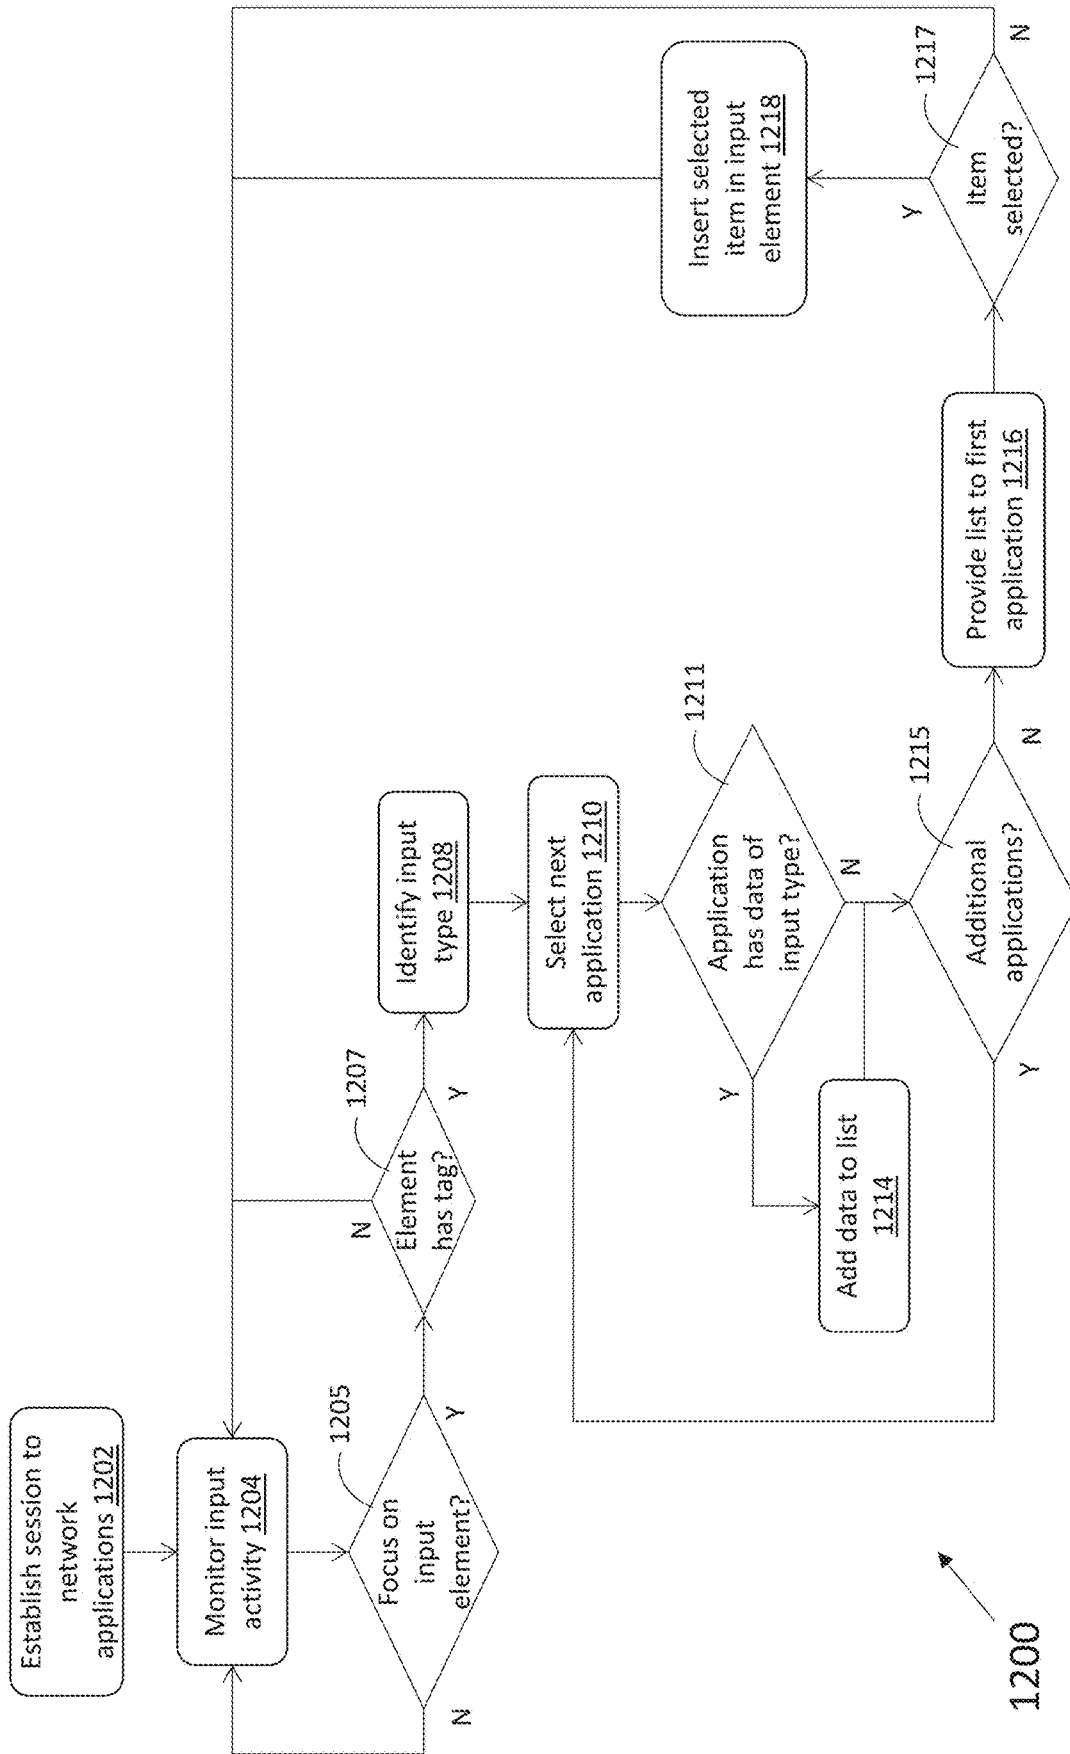 Establish session to
network
applications 1202
Monitor input
activity 1204
1205
Focus on
input
element?
N
Y
1207
Element
has tag?
N
Y
Identify input
type 1208
Select next
application 1210
1211
Application
has data of
input type?
Y
N
Add data to list
1214
1215
Additional
applications?
Y
N
Provide list to first
application 1216
1217
Item
selected?
Y
N
Insert selected
item in input
element 1218
1200